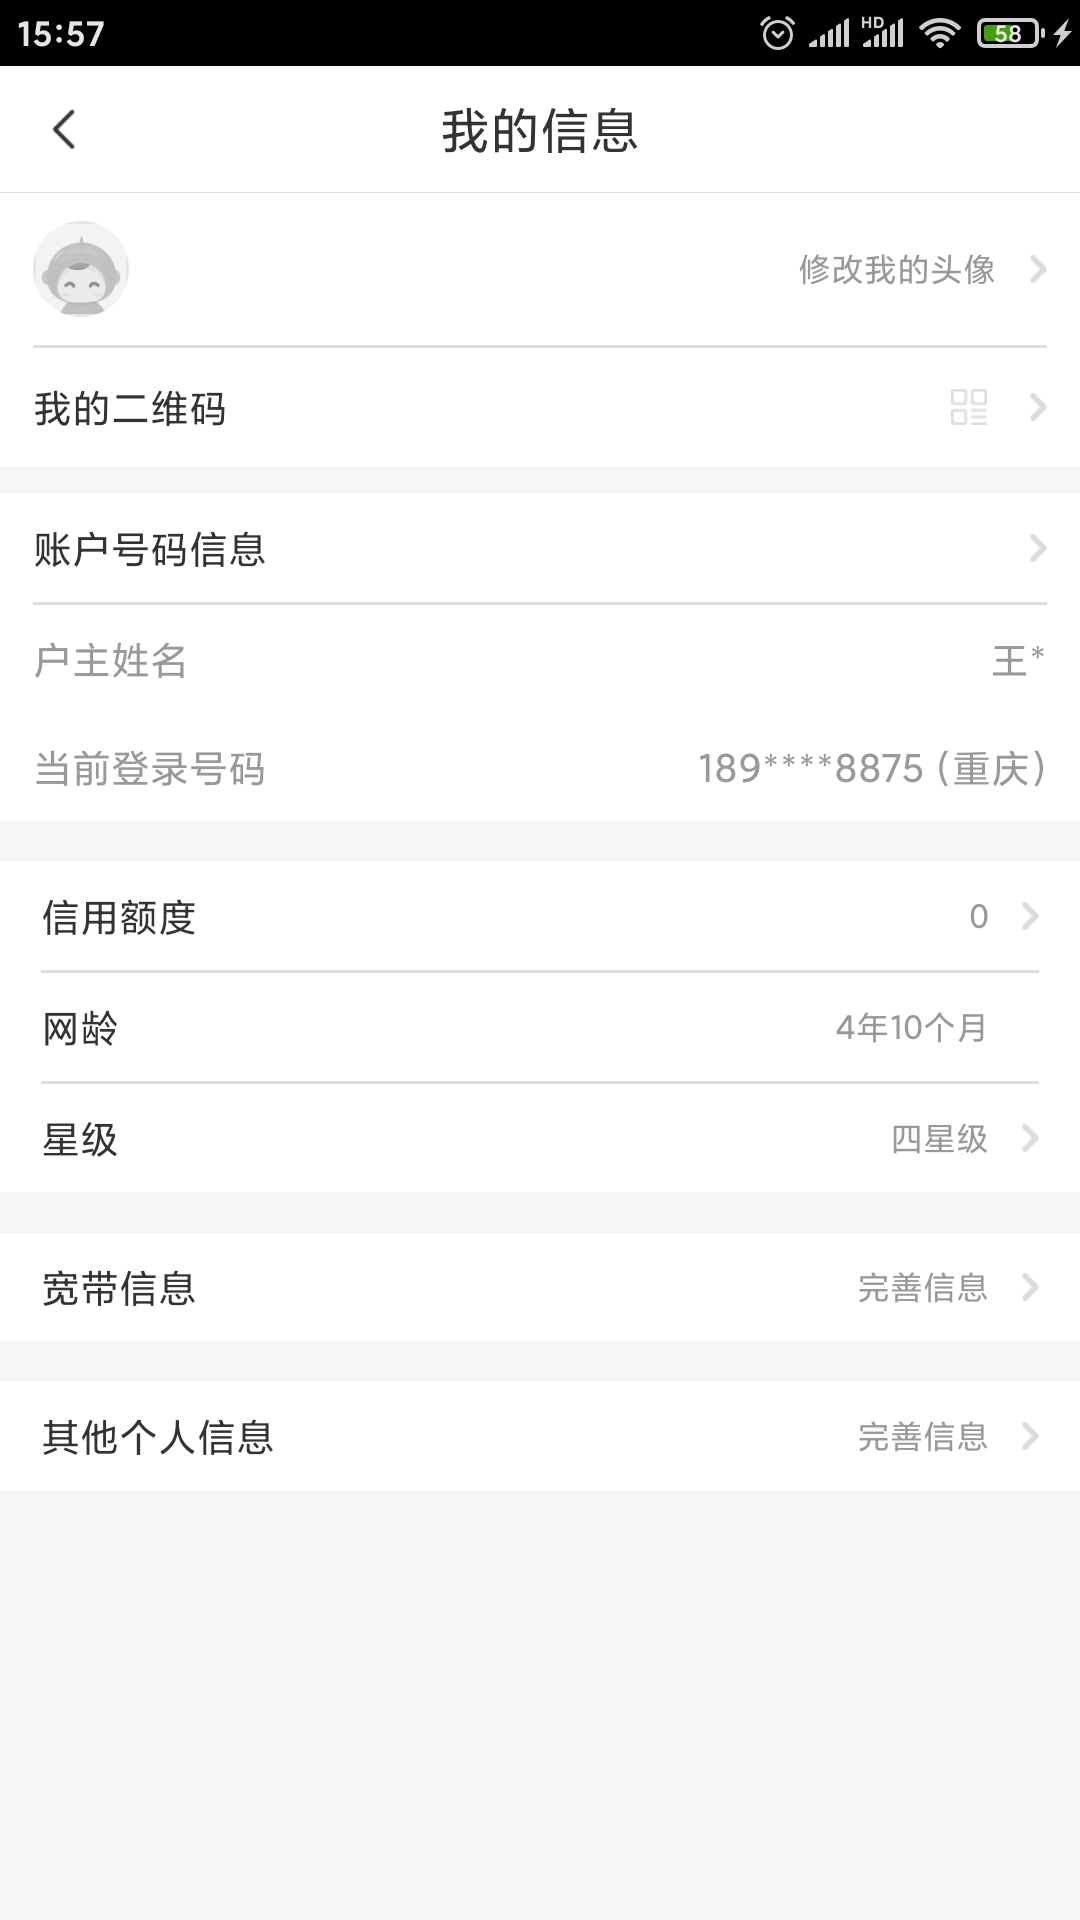 15:57
HD
58
我的信息
修改我的头像
我的二维码
账户号码信息
户主姓名 王*
当前登录号码 189****8875 (重庆)
信用额度 0
网龄 4年10个月
星级 四星级
宽带信息 完善信息
其他个人信息 完善信息